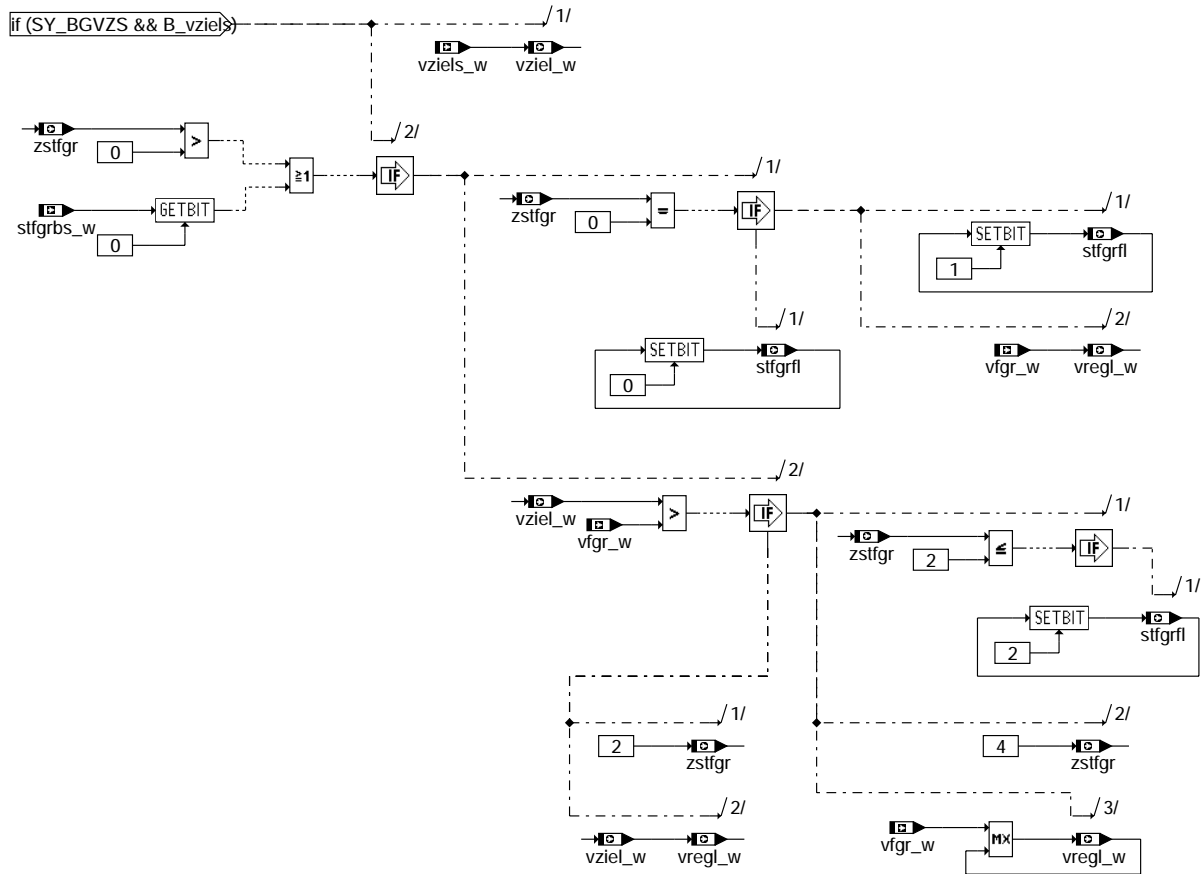 if (SY_BGVZS && B_vziels)
/1/
vziels_w vziel_w
/2/
zstfgr
0
>
≥1
IF
stfgrbs_w
GETBIT
0
/1/
zstfgr
0
=
IF
/1/
SETBIT
stfgrfl
1
/1/
SETBIT
stfgrfl
0
/2/
vfgr_w vregl_w
/2/
vziel_w
vfgr_w
>
IF
/1/
zstfgr
2
≤
IF
/1/
SETBIT
stfgrfl
2
/1/
2
zstfgr
/2/
4
zstfgr
/2/
vziel_w vregl_w
/3/
vfgr_w
MX
vregl_w